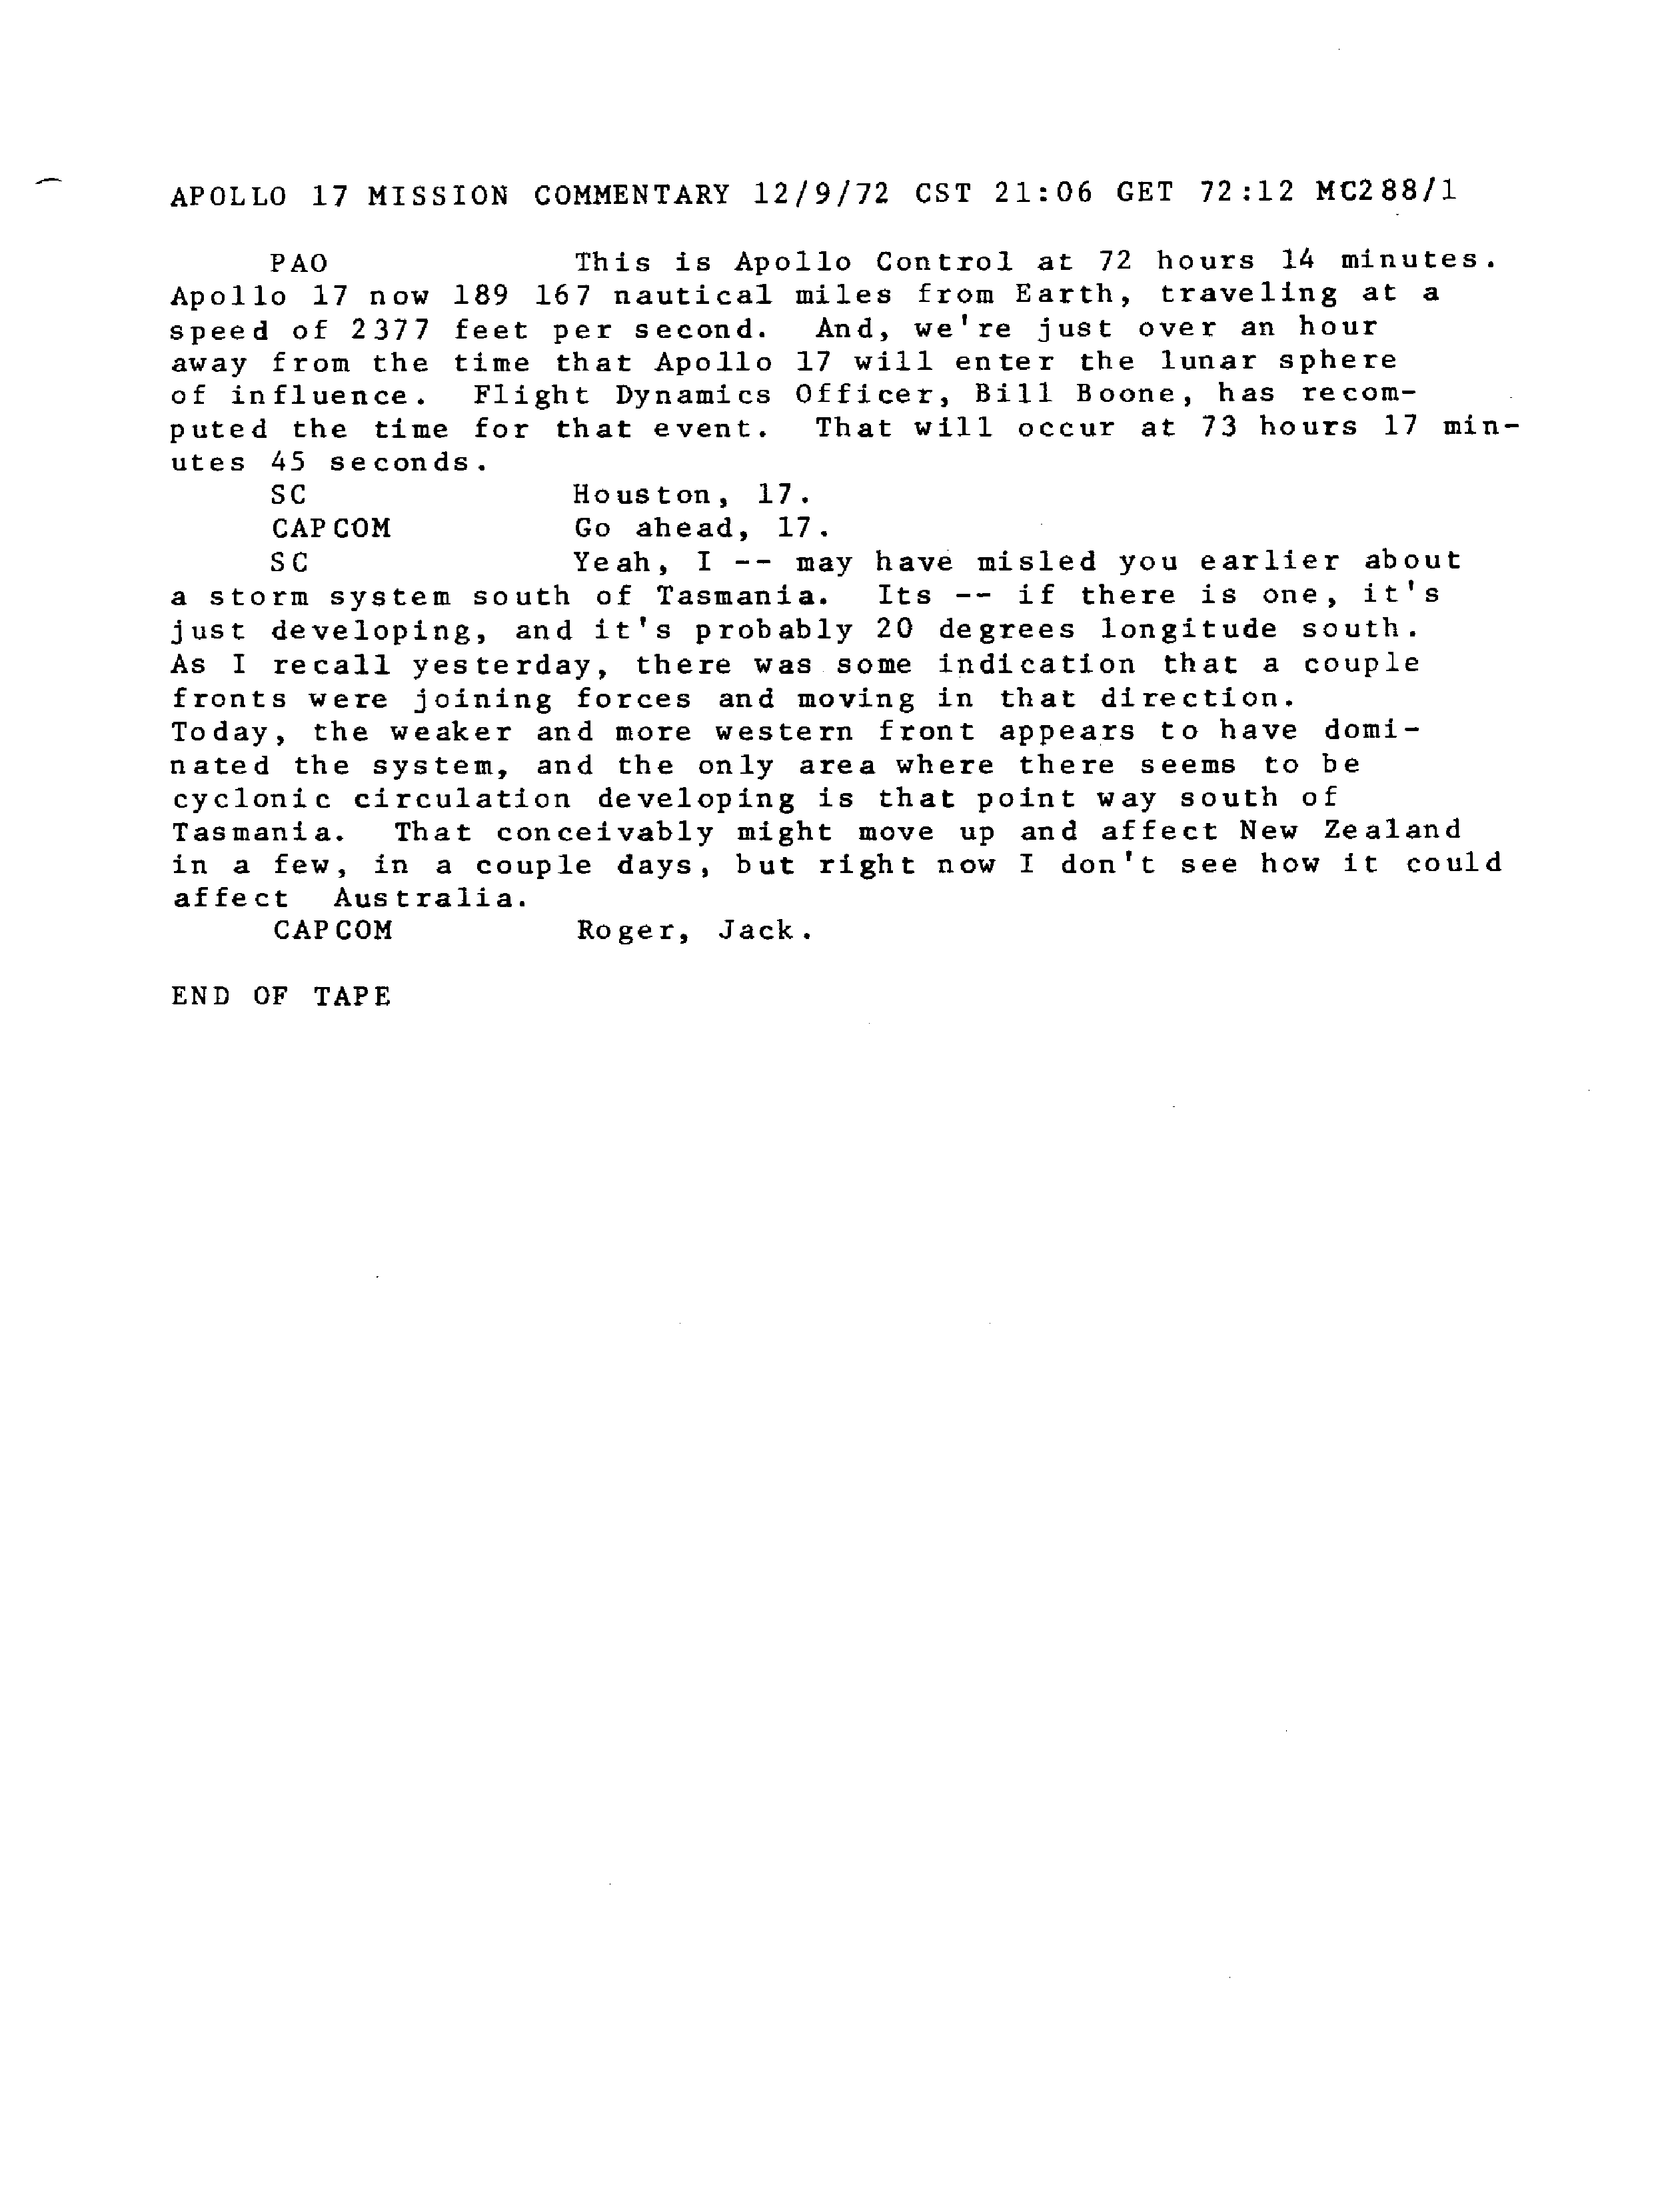 APOLLO 17 MISSION COMMENTARY 12/9/72 CST 21:06 GET 72:12 MC288/1
PAO This is Apollo Control at 72 hours 14 minutes.
Apollo 17 now 189 167 nautical miles from Earth, traveling at a
speed of 2377 feet per second. And, we're just over an hour
away from the time that Apollo 17 will enter the lunar sphere
of influence. Flight Dynamics Officer, Bill Boone, has recom-
puted the time for that event. That will occur at 73 hours 17 min-
utes 45 seconds.
SC Houston, 17.
CAPCOM Go ahead, 17.
SC Yeah, I -- may have misled you earlier about
a storm system south of Tasmania. Its -- if there is one, it's
just developing, and it's probably 20 degrees longitude south.
As I recall yesterday, there was some indication that a couple
fronts were joining forces and moving in that direction.
Today, the weaker and more western front appears to have domi-
nated the system, and the only area where there seems to be
cyclonic circulation developing is that point way south of
Tasmania. That conceivably might move up and affect New Zealand
in a few, in a couple days, but right now I don't see how it could
affect Australia.
CAPCOM Roger, Jack.
END OF TAPE